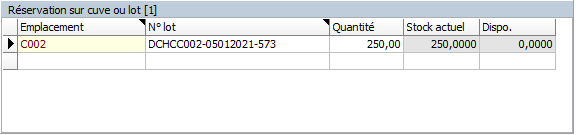 Réservation sur cuve ou lot [1]
Emplacement N° lot Quantité Stock actuel Dispo.
C002 DCHCC002-05012021-573 250,00 250,0000 0,0000